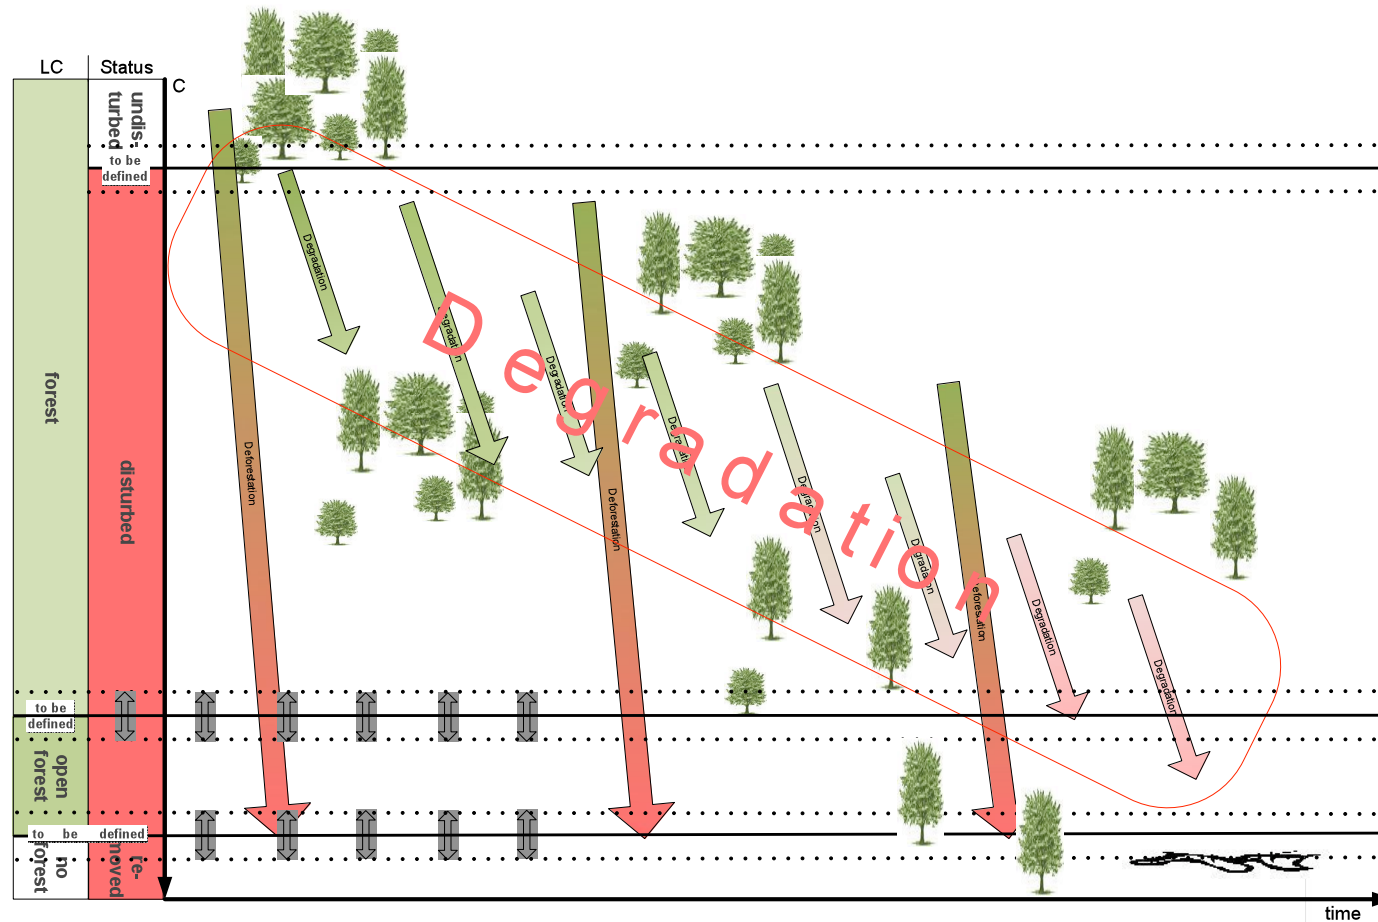 LC
Status
C
undis-
turbed
to be
defined
forest
disturbed
to be
defined
open
forest
to be defined
no
forest
re-
moved
Deforestation
Degradation
Degradation
Degradation
Deforestation
Degradation
Degradation
Degradation
Deforestation
Degradation
Degradation
Degradation
time